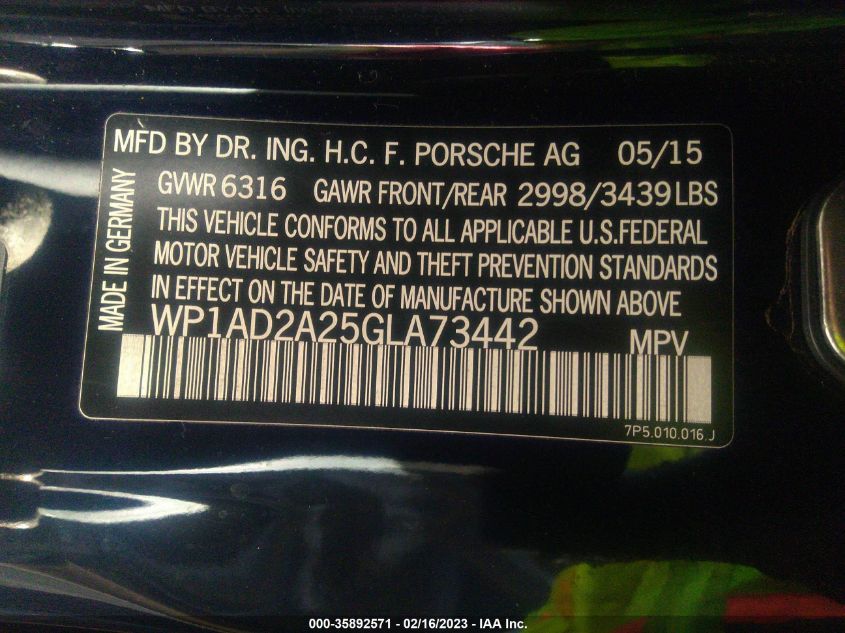 MFD BY DR. ING. H.C. F. PORSCHE AG 05/15
GVWR 6316 GAWR FRONT/REAR 2998/3439 LBS
THIS VEHICLE CONFORMS TO ALL APPLICABLE U.S.FEDERAL
MOTOR VEHICLE SAFETY AND THEFT PREVENTION STANDARDS
IN EFFECT ON THE DATE OF MANUFACTURE SHOWN ABOVE
WP1AD2A25GLA73442 MPV
7P5.010.016.J
MADE IN GERMANY
000-35892571 - 02/16/2023 - IAA Inc.